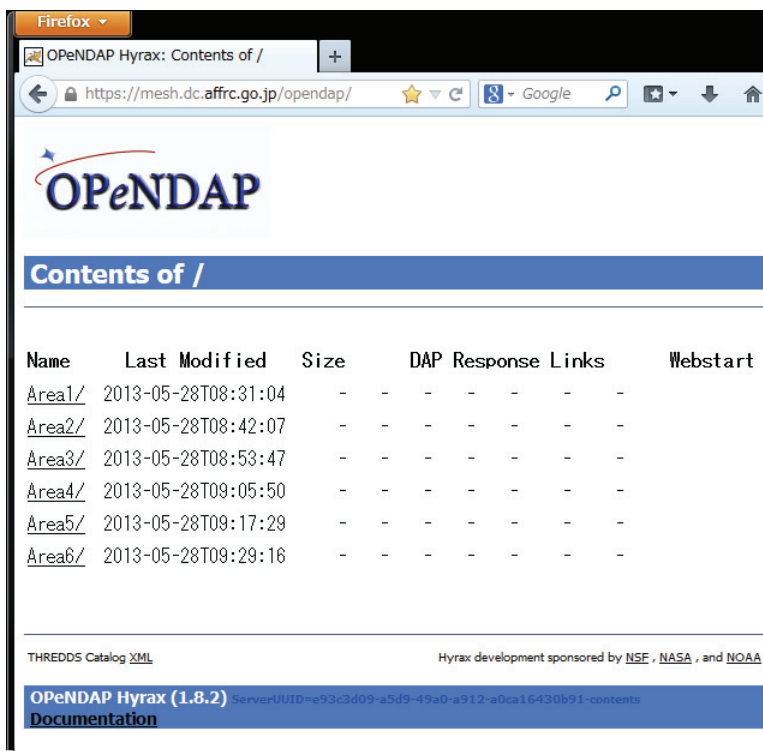 Firefox
OPeNDAP Hyrax: Contents of / +
https://mesh.dc.affrc.go.jp/opendap/ 8 Google
OPeNDAP
Contents of /
Name Last Modified Size DAP Response Links Webstart
Area1/ 2013-05-28T08:31:04 - - - - - - -
Area2/ 2013-05-28T08:42:07 - - - - - - -
Area3/ 2013-05-28T08:53:47 - - - - - - -
Area4/ 2013-05-28T09:05:50 - - - - - - -
Area5/ 2013-05-28T09:17:29 - - - - - - -
Area6/ 2013-05-28T09:29:16 - - - - - - -
THREDDS Catalog XML Hyrax development sponsored by NSF , NASA , and NOAA
OPeNDAP Hyrax (1.8.2) ServerUUID=e93c3d09-a5d9-49a0-a912-a0ca16430b91-contents
Documentation